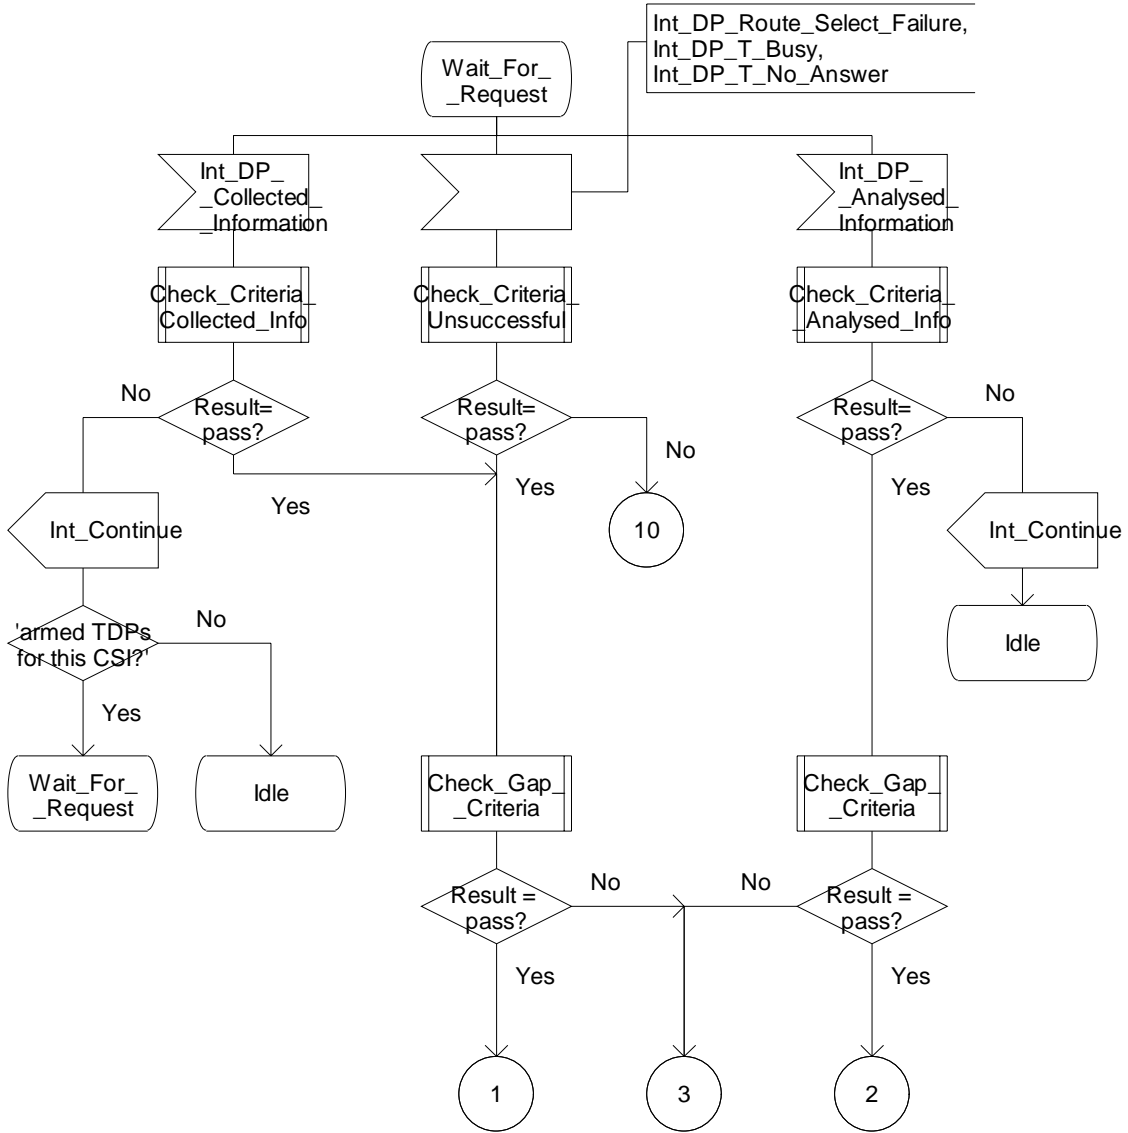 Int_DP_Route_Select_Failure,
Int_DP_T_Busy,
Int_DP_T_No_Answer
Wait_For_
_Request
Int_DP_
_Collected_
_Information
Int_DP_
_Analysed_
Information
Check_Criteria_
Collected_Info
Check_Criteria_
Unsuccessful
Check_Criteria_
_Analysed_Info
No
Result=
pass?
Yes
Result=
pass?
No
Yes
10
Result=
pass?
No
Yes
Int_Continue
Int_Continue
'armed TDPs
for this CSI?'
No
Yes
Idle
Wait_For_
_Request
Idle
Check_Gap_
_Criteria
Check_Gap_
_Criteria
Result =
pass?
No
No
Result =
pass?
Yes
Yes
1
3
2